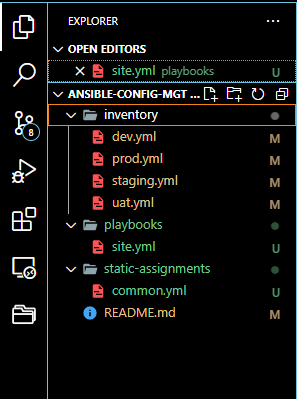 EXPLORER
OPEN EDITORS
site.yml playbooks U
ANSIBLE-CONFIG-MGT ...
inventory
dev.yml M
prod.yml M
staging.yml M
8
uat.yml M
playbooks
site.yml U
static-assignments
common.yml U
README.md M